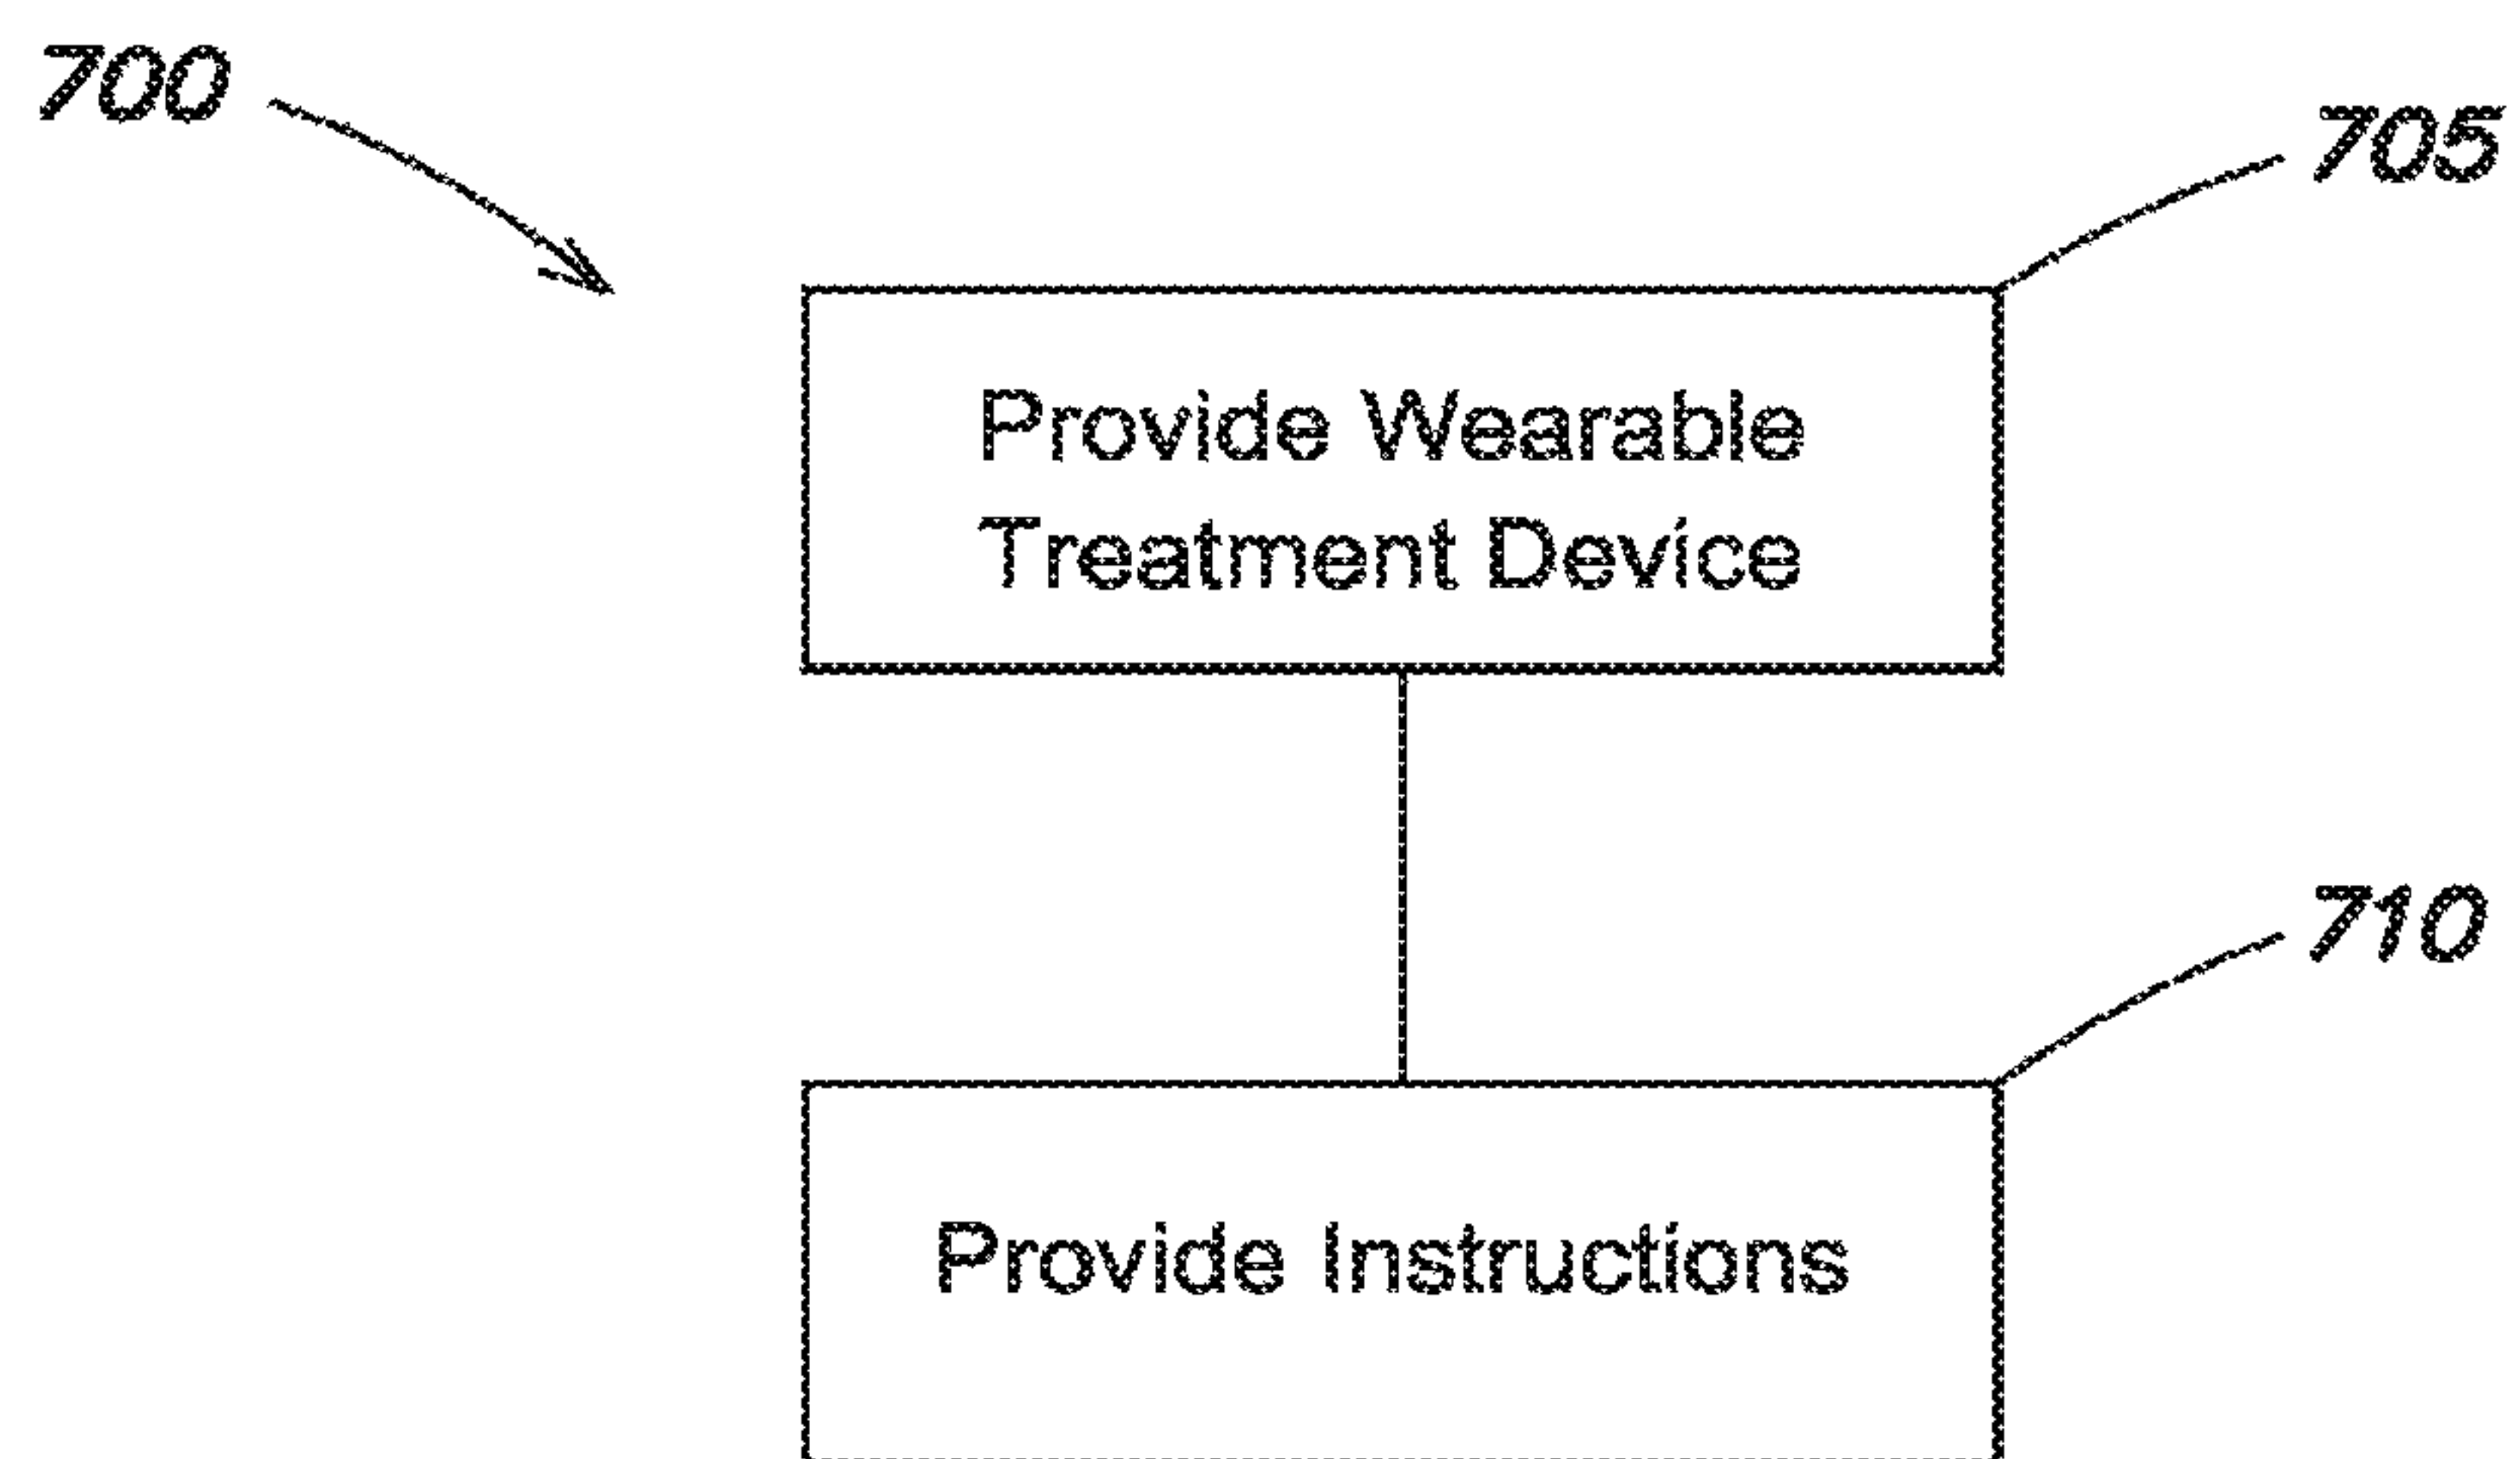 700
705
Provide Wearable
Treatment Device
710
Provide Instructions